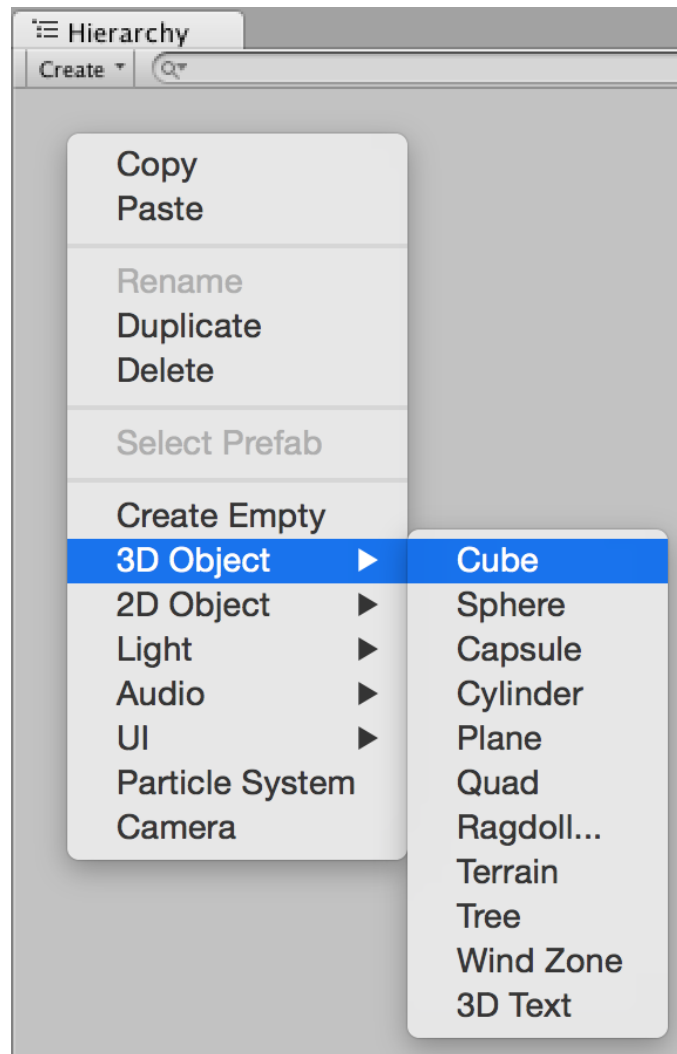 Hierarchy
Create
Copy
Paste
Rename
Duplicate
Delete
Select Prefab
Create Empty
3D Object
2D Object
Light
Audio
UI
Particle System
Camera
Cube
Sphere
Capsule
Cylinder
Plane
Quad
Ragdoll...
Terrain
Tree
Wind Zone
3D Text